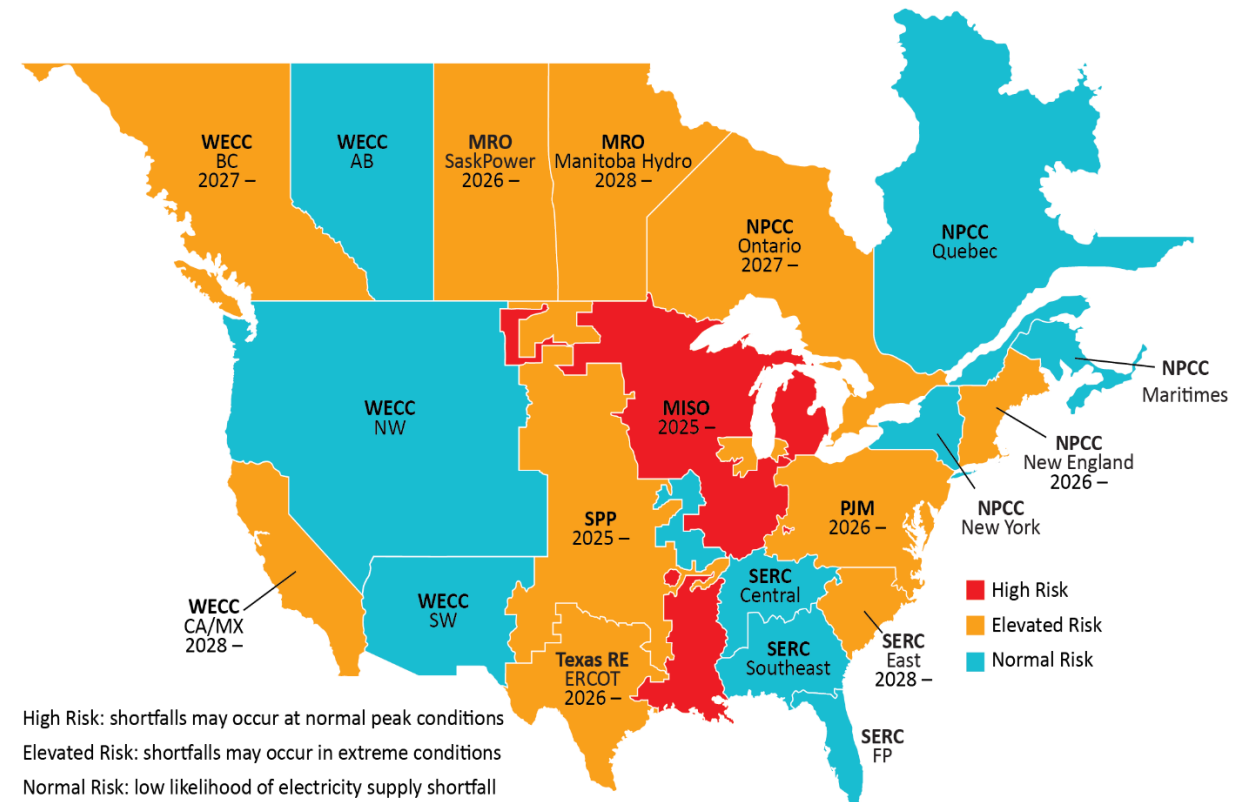 WECC
BC
2027 –
WECC
AB
MRO
SaskPower
2026 –
MRO
Manitoba Hydro
2028 –
NPCC
Ontario
2027 –
NPCC
Quebec
NPCC
Maritimes
WECC
NW
MISO
2025 –
NPCC
New England
2026 –
NPCC
New York
SPP
2025 –
PJM
2026 –
WECC
CA/MX
2028 –
WECC
SW
SERC
Central
SERC
Southeast
SERC
East
2028 –
Texas RE
ERCOT
2026 –
SERC
FP
High Risk
Elevated Risk
Normal Risk
High Risk: shortfalls may occur at normal peak conditions
Elevated Risk: shortfalls may occur in extreme conditions
Normal Risk: low likelihood of electricity supply shortfall